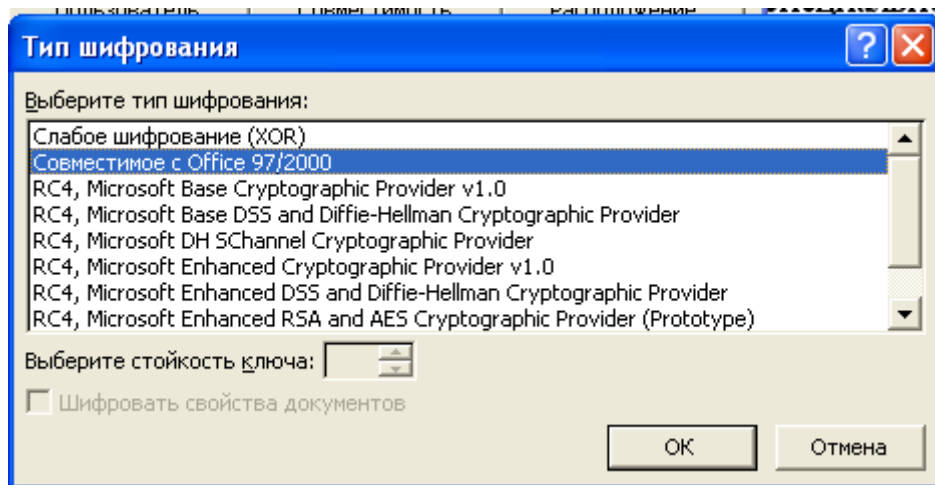 Пользователь Совместимость Расположение
Тип шифрования
Выберите тип шифрования:
Слабое шифрование (XOR)
Совместимое с Office 97/2000
RC4, Microsoft Base Cryptographic Provider v1.0
RC4, Microsoft Base DSS and Diffie-Hellman Cryptographic Provider
RC4, Microsoft DH SChannel Cryptographic Provider
RC4, Microsoft Enhanced Cryptographic Provider v1.0
RC4, Microsoft Enhanced DSS and Diffie-Hellman Cryptographic Provider
RC4, Microsoft Enhanced RSA and AES Cryptographic Provider (Prototype)
Выберите стойкость ключа:
Шифровать свойства документов
ОК Отмена